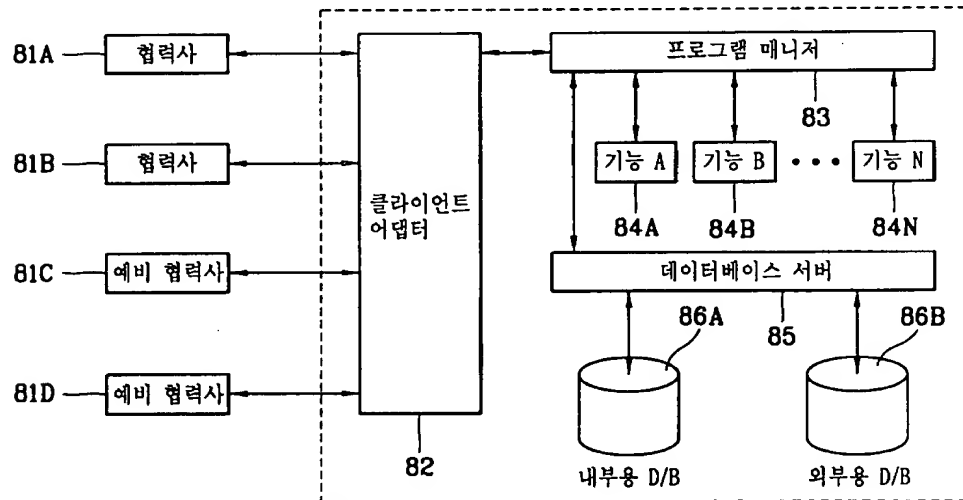 81A
협력사
81B
협력사
81C
예비 협력사
81D
예비 협력사
클라이언트
어댑터
82
프로그램 매니저
83
기능 A
기능 B
• • •
기능 N
84A
84B
84N
데이터베이스 서버
85
86A
86B
내부용 D/B
외부용 D/B